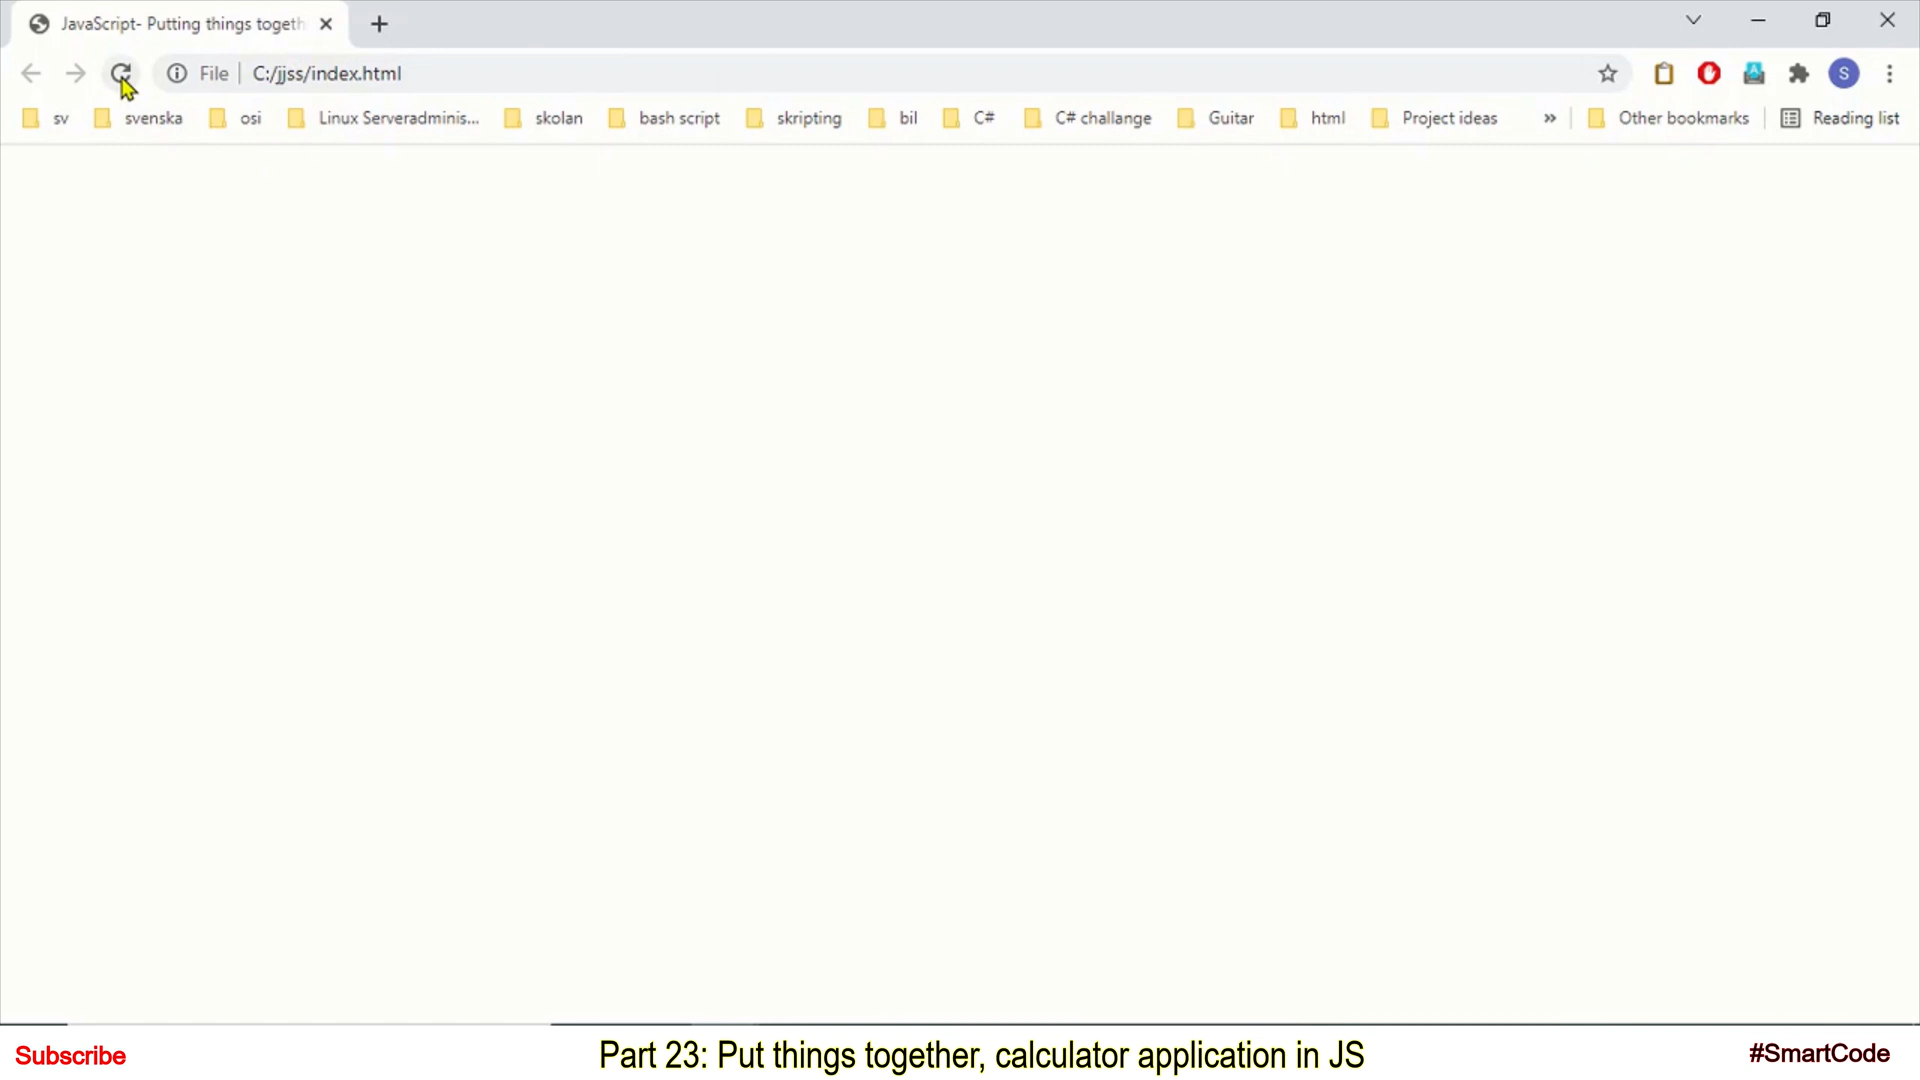 JavaScript- Putting things togeth
File C:/jjss/index.html
sv svenska osi Linux Serveradminis... skolan bash script skripting bil C# C# challange Guitar html Project ideas » Other bookmarks Reading list
S
Subscribe Part 23: Put things together, calculator application in JS #SmartCode